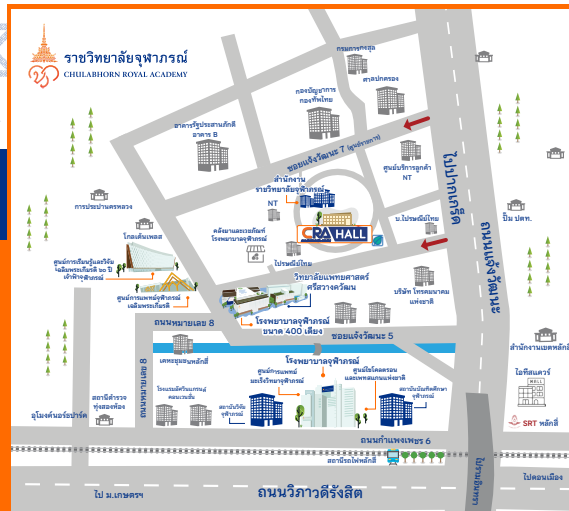 ราชวิทยาลัยจุฬาภรณ์
CHULABHORN ROYAL ACADEMY
กรมการกงสุล
ศาลปกครอง
กองบัญชาการ
กองทัพไทย
อาคารรัฐประศาสนภักดี
อาคาร B
ซอยแจ้งวัฒนะ 7 (ศูนย์ราชการ)
ศูนย์บริการลูกค้า
NT
ไปปากเกร็ด
ถนนแจ้งวัฒนะ
สำนักงาน
ราชวิทยาลัยจุฬาภรณ์
NT
CRA HALL
บ.ไปรษณีย์ไทย
ปั๊ม ปตท.
การประปานครหลวง
โกลเด้นเพลส
คลังยาและเวชภัณฑ์
โรงพยาบาลจุฬาภรณ์
ไปรษณีย์ไทย
ศูนย์การเรียนรู้และวิจัย
เฉลิมพระเกียรติ ๖๐ ปี
เจ้าฟ้าจุฬาภรณ์
ศูนย์การแพทย์จุฬาภรณ์
เฉลิมพระเกียรติ
วิทยาลัยแพทยศาสตร์
ศรีสวางควัฒน
บริษัท โทรคมนาคม
แห่งชาติ
โรงพยาบาลจุฬาภรณ์
ขนาด 400 เตียง
ถนนหมายเลข 8
ซอยแจ้งวัฒนะ 5
สำนักงานเขตหลักสี่
เคหะชุมชนหลักสี่
โรงพยาบาลจุฬาภรณ์
ศูนย์การแพทย์
มะเร็งวิทยาจุฬาภรณ์
ศูนย์ไซโคลตรอน
และเพทสแกนแห่งชาติ
ไอทีสแควร์
MALL
ถนนหมายเลข 8
สถาบันวิจัย
จุฬาภรณ์
สถาบันบัณฑิตศึกษา
จุฬาภรณ์
สถานีตำรวจ
ทุ่งสองห้อง
อุโมงค์นอร์ธปาร์ค
SRT หลักสี่
ถนนกำแพงเพชร 6
สถานีรถไฟหลักสี่
ไปรามอินทรา
ไปดอนเมือง
ไป ม.เกษตรฯ
ถนนวิภาวดีรังสิต